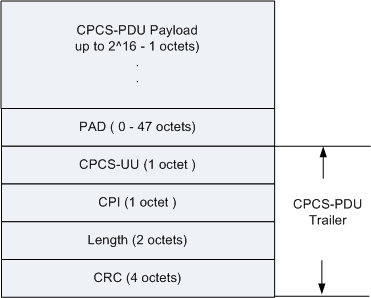 CPCS-PDU Payload
up to 2^16 - 1 octets)
.
.
PAD ( 0 - 47 octets)
CPCS-UU (1 octet )
CPI (1 octet )
Length (2 octets)
CRC (4 octets)
CPCS-PDU
Trailer